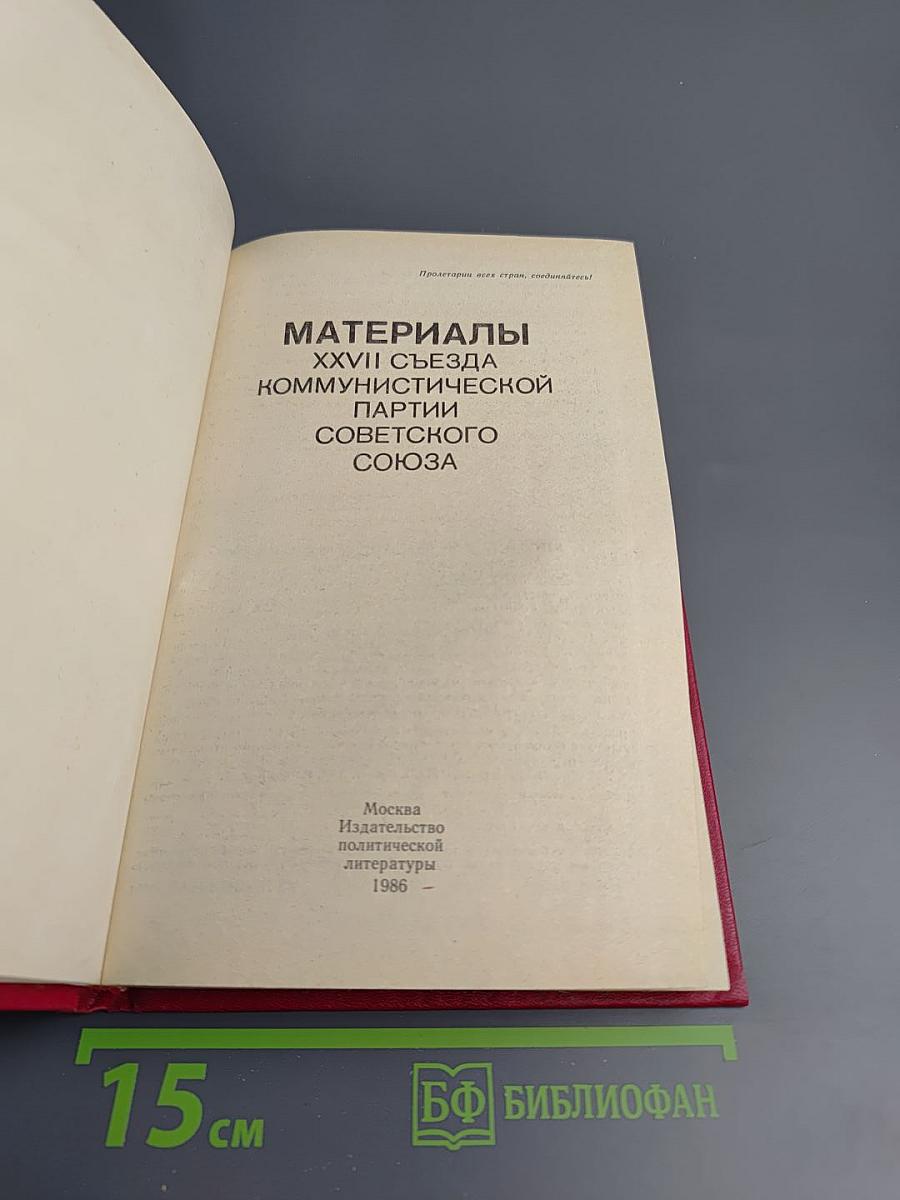 Пролетарии всех стран, соединяйтесь!
МАТЕРИАЛЫ
XXVII СЪЕЗДА
КОММУНИСТИЧЕСКОЙ
ПАРТИИ
СОВЕТСКОГО
СОЮЗА
Москва
Издательство
политической
литературы
1986
15 см
БФ БИБЛИОФАН